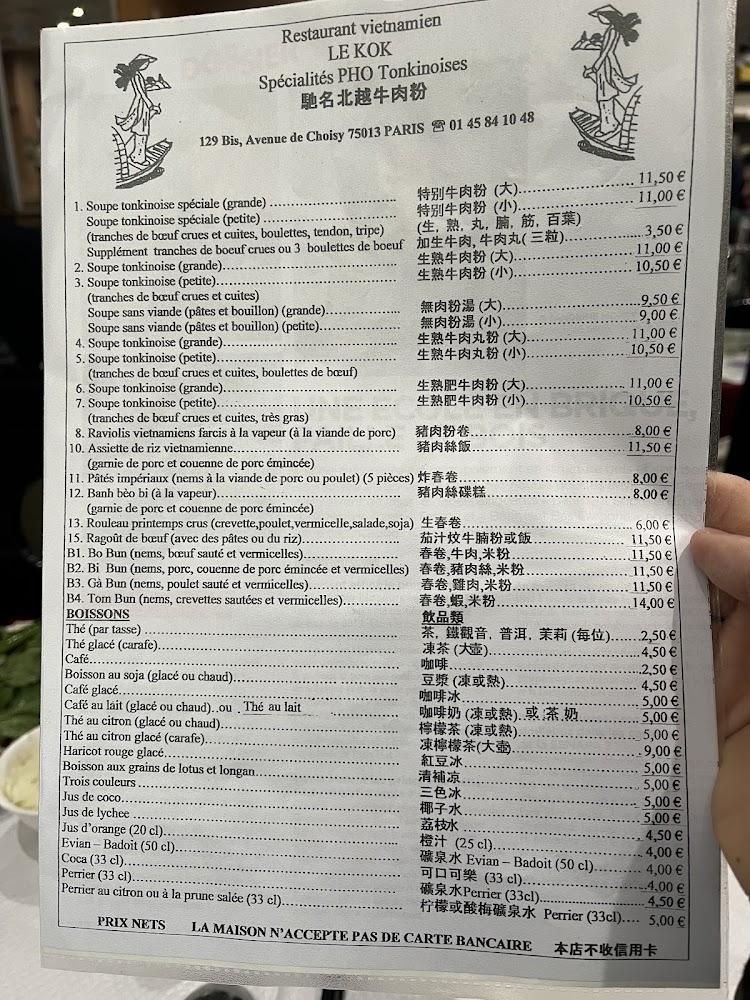 Restaurant vietnamien
LE KOK
Spécialités PHO Tonkinoises
馳名北越牛肉粉
129 Bis, Avenue de Choisy 75013 PARIS ☎ 01 45 84 10 48
1. Soupe tonkinoise spéciale (grande) 特别牛肉粉 (大) 11,50 €
Soupe tonkinoise spéciale (petite) 特别牛肉粉 (小) 11,00 €
(tranches de bœuf crues et cuites, boulettes, tendon, tripe) (生, 熟, 丸, 腩, 筋, 百葉)
Supplément tranches de boeuf crues ou 3 boulettes de boeuf 加生牛肉, 牛肉丸( 三粒) 3,50 €
2. Soupe tonkinoise (grande) 生熟牛肉粉 (大) 11,00 €
3. Soupe tonkinoise (petite) 生熟牛肉粉 (小) 10,50 €
(tranches de bœuf crues et cuites)
Soupe sans viande (pâtes et bouillon) (grande) 無肉粉湯 (大) 9,50 €
Soupe sans viande (pâtes et bouillon) (petite) 無肉粉湯 (小) 9,00 €
4. Soupe tonkinoise (grande) 生熟牛肉丸粉 (大) 11,00 €
5. Soupe tonkinoise (petite) 生熟牛肉丸粉 (小) 10,50 €
(tranches de bœuf crues et cuites, boulettes de bœuf)
6. Soupe tonkinoise (grande) 生熟肥牛肉粉 (大) 11,00 €
7. Soupe tonkinoise (petite) 生熟肥牛肉粉 (小) 10,50 €
(tranches de bœuf crues et cuites, très gras)
8. Raviolis vietnamiens farcis à la vapeur (à la viande de porc) 豬肉粉卷 8,00 €
10. Assiette de riz vietnamienne 豬肉絲飯 11,50 €
(garnie de porc et couenne de porc émincée)
11. Pâtés impériaux (nems à la viande de porc ou poulet) (5 pièces) 炸春卷 8,00 €
12. Banh bèo bi (à la vapeur) 豬肉絲碟糕 8,00 €
(garnie de porc et couenne de porc émincée)
13. Rouleau printemps crus (crevette,poulet,vermicelle,salade,soja) 生春卷 6,00 €
15. Ragoût de bœuf (avec des pâtes ou du riz) 茄汁炆牛腩粉或飯 11,50 €
B1. Bo Bun (nems, bœuf sauté et vermicelles) 春卷,牛肉,米粉 11,50 €
B2. Bi Bun (nems, porc, couenne de porc émincée et vermicelles) 春卷,豬肉絲,米粉 11,50 €
B3. Gà Bun (nems, poulet sauté et vermicelles) 春卷,雞肉,米粉 11,50 €
B4. Tom Bun (nems, crevettes sautées et vermicelles) 春卷,蝦,米粉 14,00 €
BOISSONS 飲品類
Thé (par tasse) 茶, 鐵觀音, 普洱, 茉莉 (每位) 2,50 €
Thé glacé (carafe) 凍茶 (大壺) 4,50 €
Café 咖啡 2,50 €
Boisson au soja (glacé ou chaud) 豆漿 (凍或熱) 4,50 €
Café glacé 咖啡冰 5,00 €
Café au lait (glacé ou chaud) ou Thé au lait 咖啡奶 (凍或熱) 或 茶 奶 5,00 €
Thé au citron (glacé ou chaud) 檸檬茶 (凍或熱) 5,00 €
Thé au citron glacé (carafe) 凍檸檬茶(大壺) 9,00 €
Haricot rouge glacé 紅豆冰 5,00 €
Boisson aux grains de lotus et longan 清補凉 5,00 €
Trois couleurs 三色冰 5,00 €
Jus de coco 椰子水 5,00 €
Jus de lychee 荔枝水 4,50 €
Jus d'orange (20 cl) 橙汁 (25 cl) 4,00 €
Evian – Badoit (50 cl) 礦泉水 Evian – Badoit (50 cl) 4,00 €
Coca (33 cl) 可口可樂 (33 cl) 4,00 €
Perrier (33 cl) 礦泉水Perrier (33cl) 4,50 €
Perrier au citron ou à la prune salée (33 cl) 柠檬或酸梅礦泉水 Perrier (33cl) 5,00 €
PRIX NETS LA MAISON N'ACCEPTE PAS DE CARTE BANCAIRE 本店不收信用卡